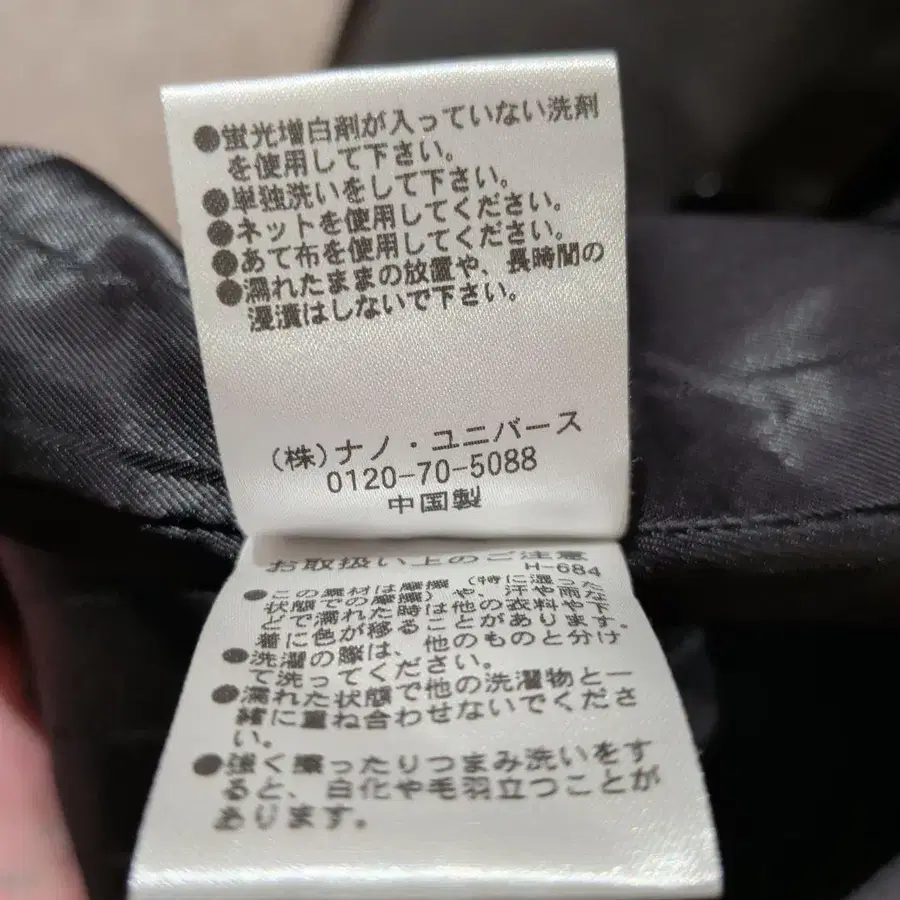 ●蛍光増白剤が入っていない洗剤
を使用して下さい。
●単独洗いをして下さい。
●ネットを使用してください。
●あて布を使用してください。
●濡れたままの放置や、長時間の
浸漬はしないで下さい。
(株)ナノ・ユニバース
0120-70-5088
中国製
お取扱い上のご注意
H-684
●この素材は摩擦(特に湿った
状態での摩擦)や、汗や雨な
どで濡れた時は他の衣料や下
着に色が移ることがあります。
●洗濯の際は、他のものと分け
て洗ってください。
●濡れた状態で他の洗濯物と一
緒に重ね合わせないでくださ
い。
●強く擦ったりつまみ洗いをす
ると、白化や毛羽立つことが
あります。